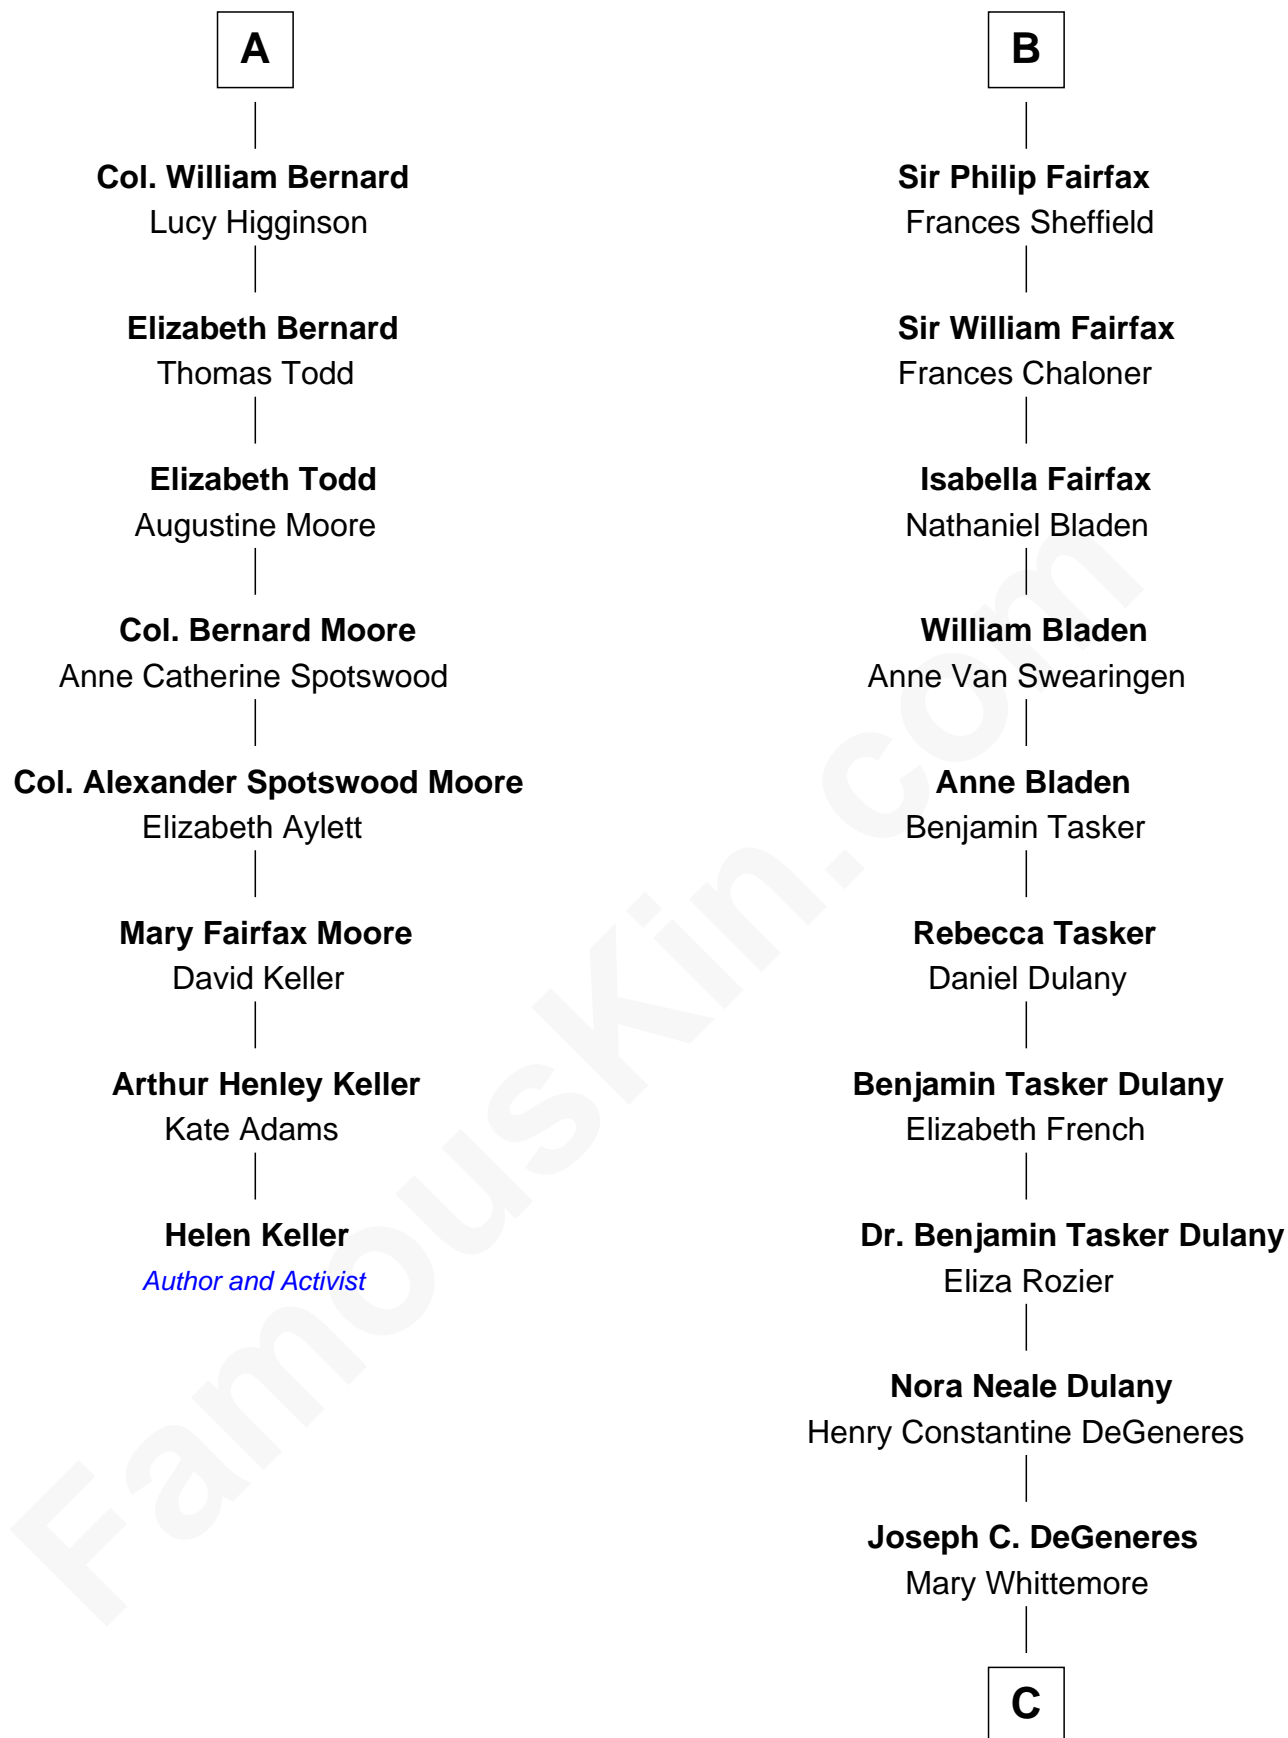 A
Col. William Bernard
Lucy Higginson
Elizabeth Bernard
Thomas Todd
Elizabeth Todd
Augustine Moore
Col. Bernard Moore
Anne Catherine Spotswood
Col. Alexander Spotswood Moore
Elizabeth Aylett
Mary Fairfax Moore
David Keller
Arthur Henley Keller
Kate Adams
Helen Keller
Author and Activist
B
Sir Philip Fairfax
Frances Sheffield
Sir William Fairfax
Frances Chaloner
Isabella Fairfax
Nathaniel Bladen
William Bladen
Anne Van Swearingen
Anne Bladen
Benjamin Tasker
Rebecca Tasker
Daniel Dulany
Benjamin Tasker Dulany
Elizabeth French
Dr. Benjamin Tasker Dulany
Eliza Rozier
Nora Neale Dulany
Henry Constantine DeGeneres
Joseph C. DeGeneres
Mary Whittemore
C
FamousKin.com